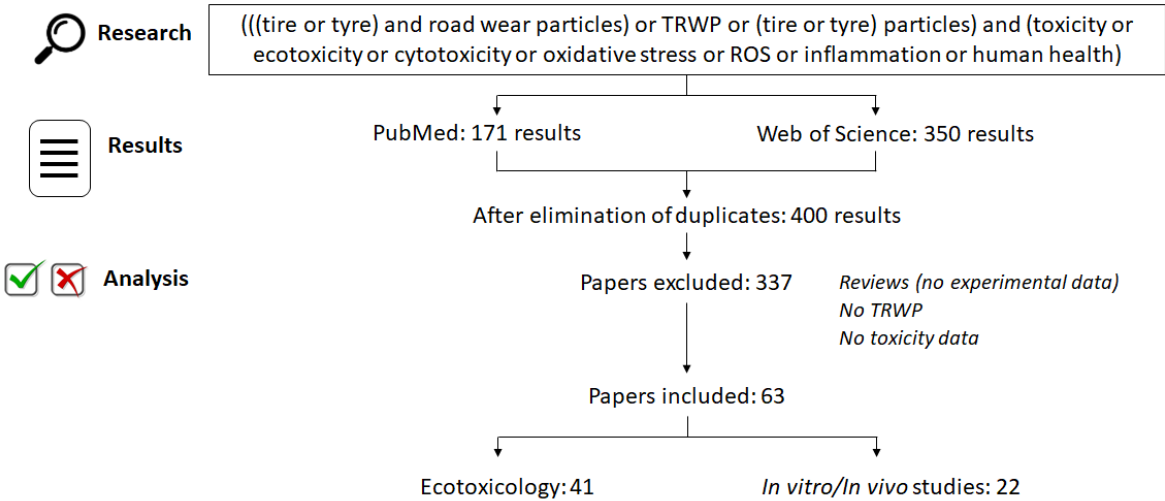 Research
(((tire or tyre) and road wear particles) or TRWP or (tire or tyre) particles) and (toxicity or
ecotoxicity or cytotoxicity or oxidative stress or ROS or inflammation or human health)
Results
PubMed: 171 results
Web of Science: 350 results
After elimination of duplicates: 400 results
Analysis
Papers excluded: 337
Reviews (no experimental data)
No TRWP
No toxicity data
Papers included: 63
Ecotoxicology: 41
In vitro/In vivo studies: 22